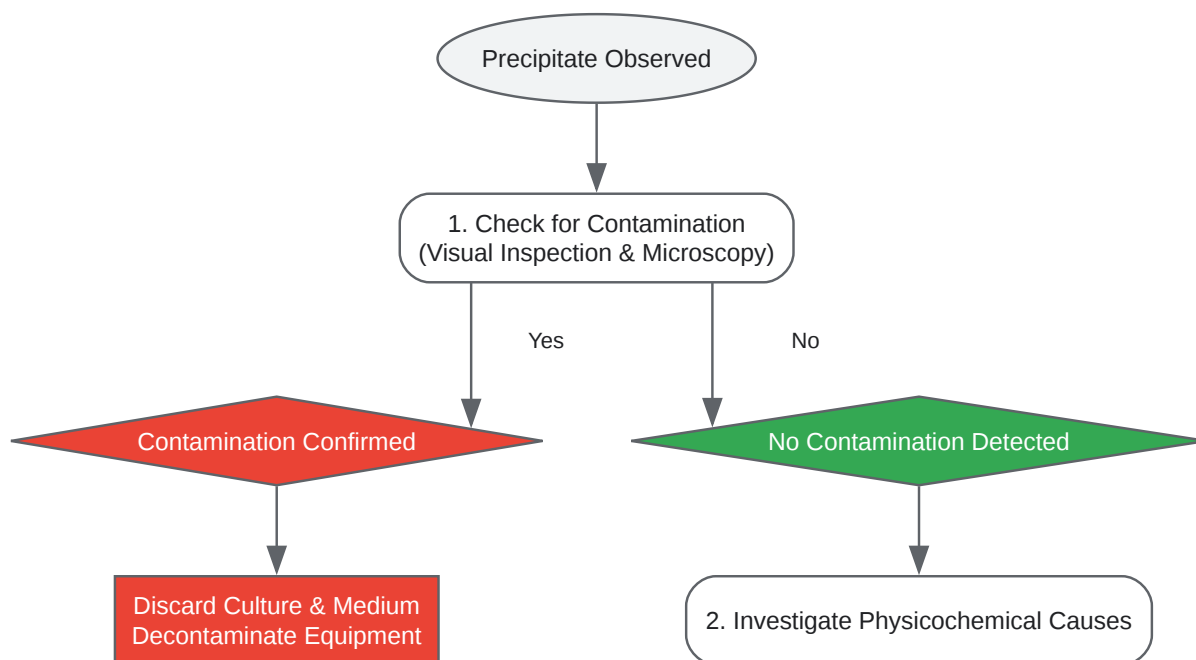 Precipitate Observed
1. Check for Contamination
(Visual Inspection & Microscopy)
Yes
No
Contamination Confirmed
No Contamination Detected
Discard Culture & Medium
Decontaminate Equipment
2. Investigate Physicochemical Causes